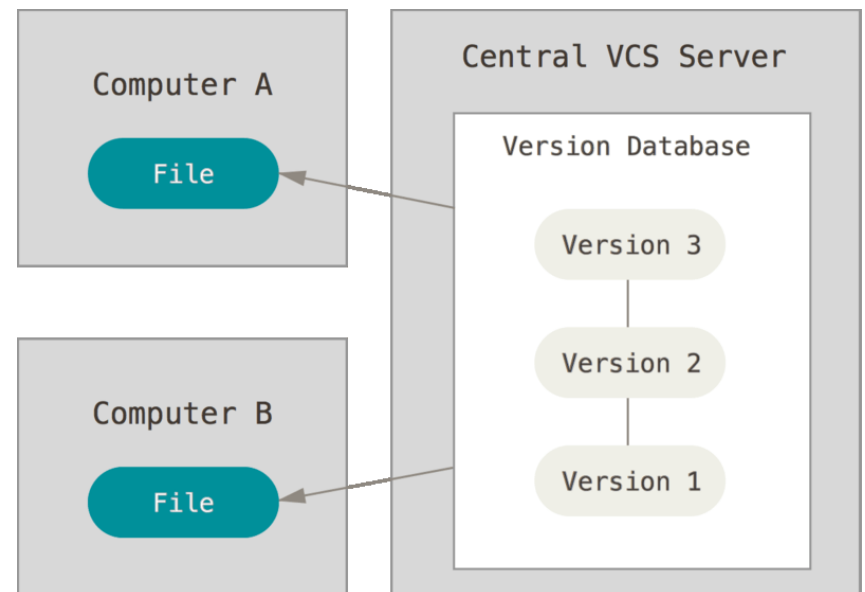 Computer A
File
Central VCS Server
Version Database
Version 3
Version 2
Version 1
Computer B
File